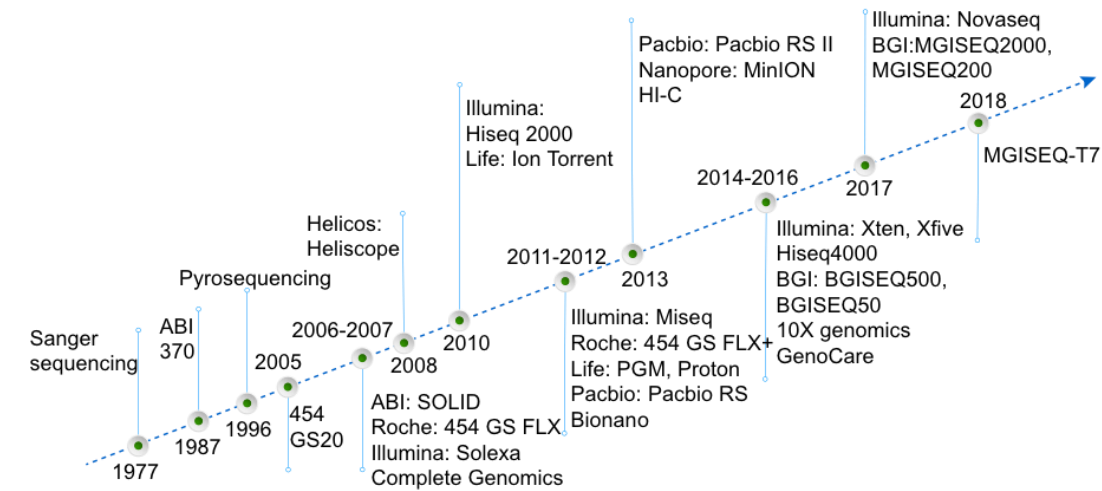 Sanger
sequencing
1977
ABI
370
1987
Pyrosequencing
1996
2005
454
GS20
2006-2007
ABI: SOLID
Roche: 454 GS FLX
Illumina: Solexa
Complete Genomics
Helicos:
Heliscope
2008
Illumina:
Hiseq 2000
Life: Ion Torrent
2010
2011-2012
Illumina: Miseq
Roche: 454 GS FLX+
Life: PGM, Proton
Pacbio: Pacbio RS
Bionano
Pacbio: Pacbio RS II
Nanopore: MinION
HI-C
2013
2014-2016
Illumina: Xten, Xfive
Hiseq4000
BGI: BGISEQ500,
BGISEQ50
10X genomics
GenoCare
Illumina: Novaseq
BGI:MGISEQ2000,
MGISEQ200
2017
2018
MGISEQ-T7